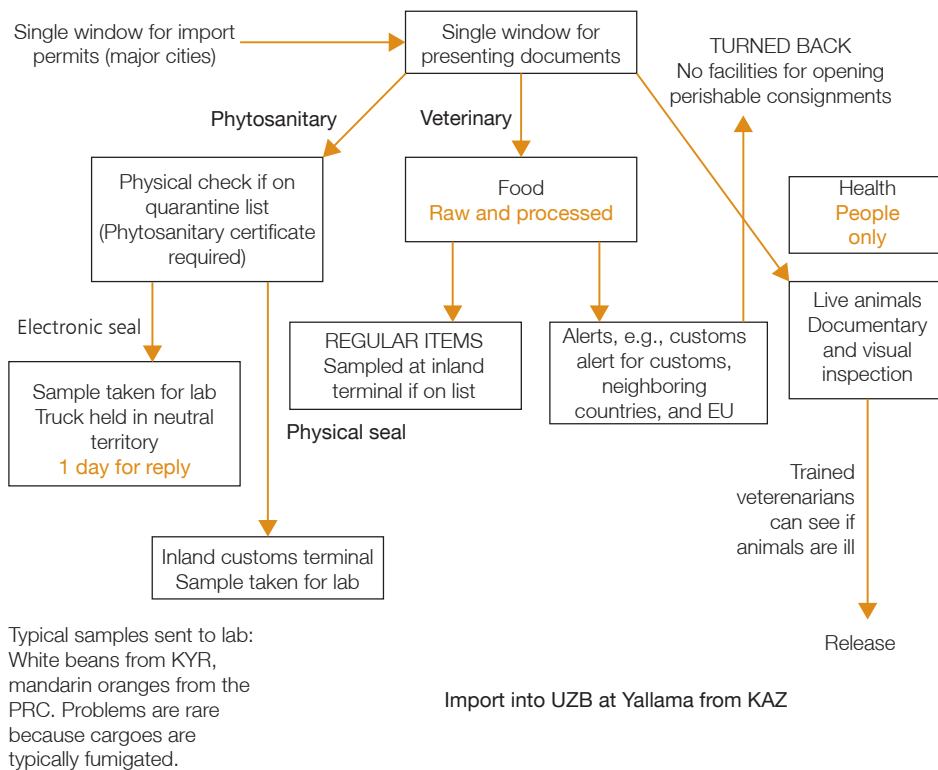 Single window for import
permits (major cities)
Single window for
presenting documents
TURNED BACK
No facilities for opening
perishable consignments
Phytosanitary
Veterinary
Physical check if on
quarantine list
(Phytosanitary certificate
required)
Food
Raw and processed
Health
People
only
Electronic seal
REGULAR ITEMS
Sampled at inland
terminal if on list
Alerts, e.g., customs
alert for customs,
neighboring
countries, and EU
Live animals
Documentary
and visual
inspection
Sample taken for lab
Truck held in neutral
territory
1 day for reply
Physical seal
Trained
veterenarians
can see if
animals are ill
Inland customs terminal
Sample taken for lab
Release
Typical samples sent to lab:
White beans from KYR,
mandarin oranges from the
PRC. Problems are rare
because cargoes are
typically fumigated.
Import into UZB at Yallama from KAZ